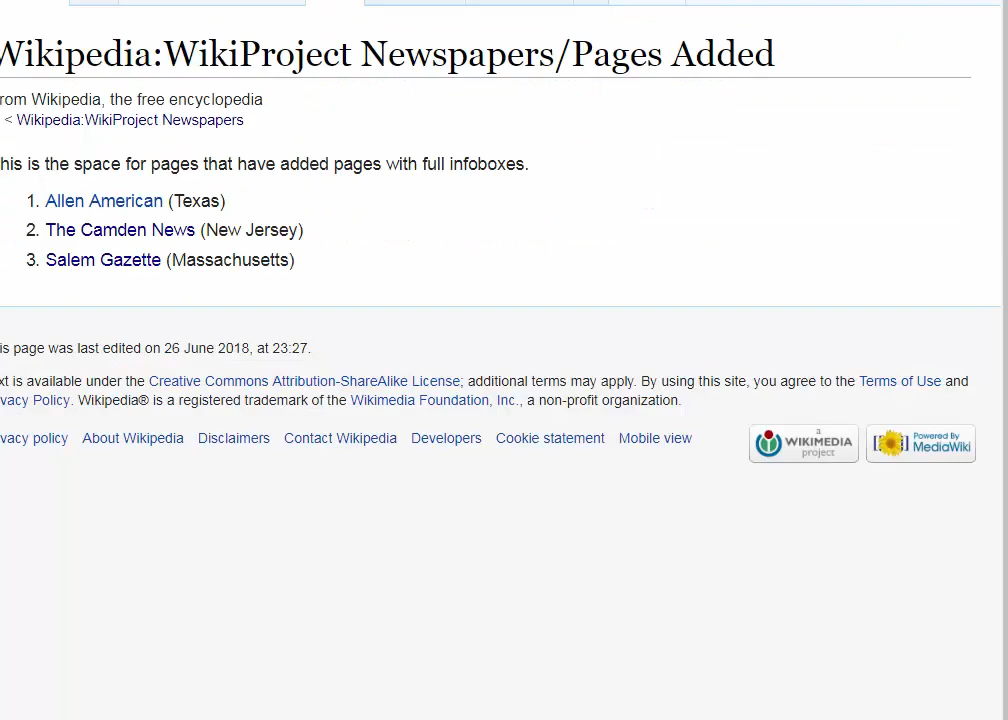 Wikipedia:WikiProject Newspapers/Pages Added
rom Wikipedia, the free encyclopedia
< Wikipedia:WikiProject Newspapers
his is the space for pages that have added pages with full infoboxes.
1. Allen American (Texas)
2. The Camden News (New Jersey)
3. Salem Gazette (Massachusetts)
is page was last edited on 26 June 2018, at 23:27.
xt is available under the Creative Commons Attribution-ShareAlike License; additional terms may apply. By using this site, you agree to the Terms of Use and
vacy Policy. Wikipedia® is a registered trademark of the Wikimedia Foundation, Inc., a non-profit organization.
vacy policy About Wikipedia Disclaimers Contact Wikipedia Developers Cookie statement Mobile view
a
WIKIMEDIA
project
Powered By
MediaWiki